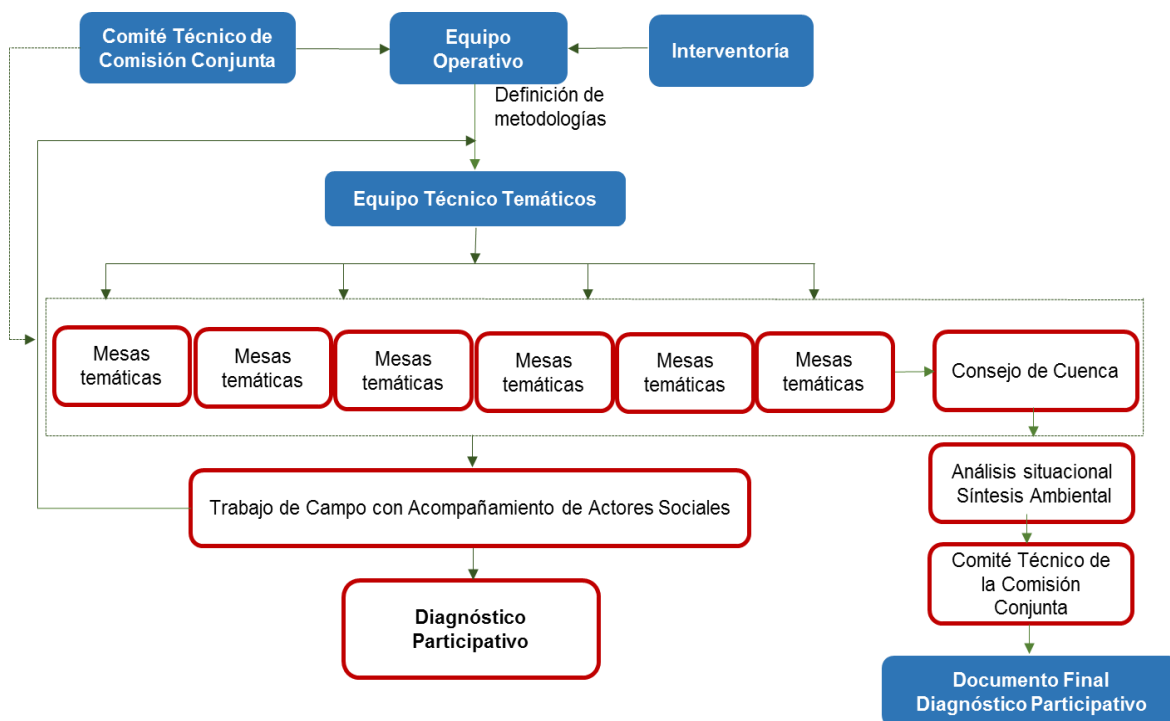 Comité Técnico de
Comisión Conjunta
Equipo
Operativo
Interventoría
Definición de
metodologías
Equipo Técnico Temáticos
Mesas
temáticas
Mesas
temáticas
Mesas
temáticas
Mesas
temáticas
Mesas
temáticas
Mesas
temáticas
Consejo de Cuenca
Trabajo de Campo con Acompañamiento de Actores Sociales
Análisis situacional
Síntesis Ambiental
Diagnóstico
Participativo
Comité Técnico de
la Comisión
Conjunta
Documento Final
Diagnóstico Participativo